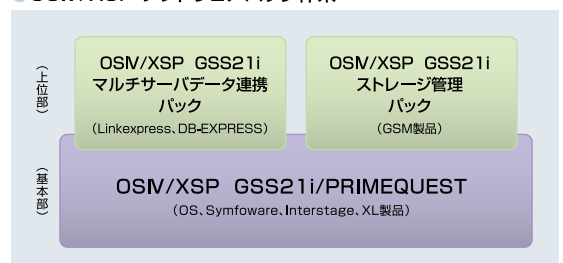 OSⅣ/XSP GSS21i
マルチサーバデータ連携
パック
（Linkexpress、DB-EXPRESS）
OSⅣ/XSP GSS21i
ストレージ管理
パック
（GSM製品）
（上位部）
（基本部）
OSⅣ/XSP GSS21i/PRIMEQUEST
（OS、Symfoware、Interstage、XL製品）